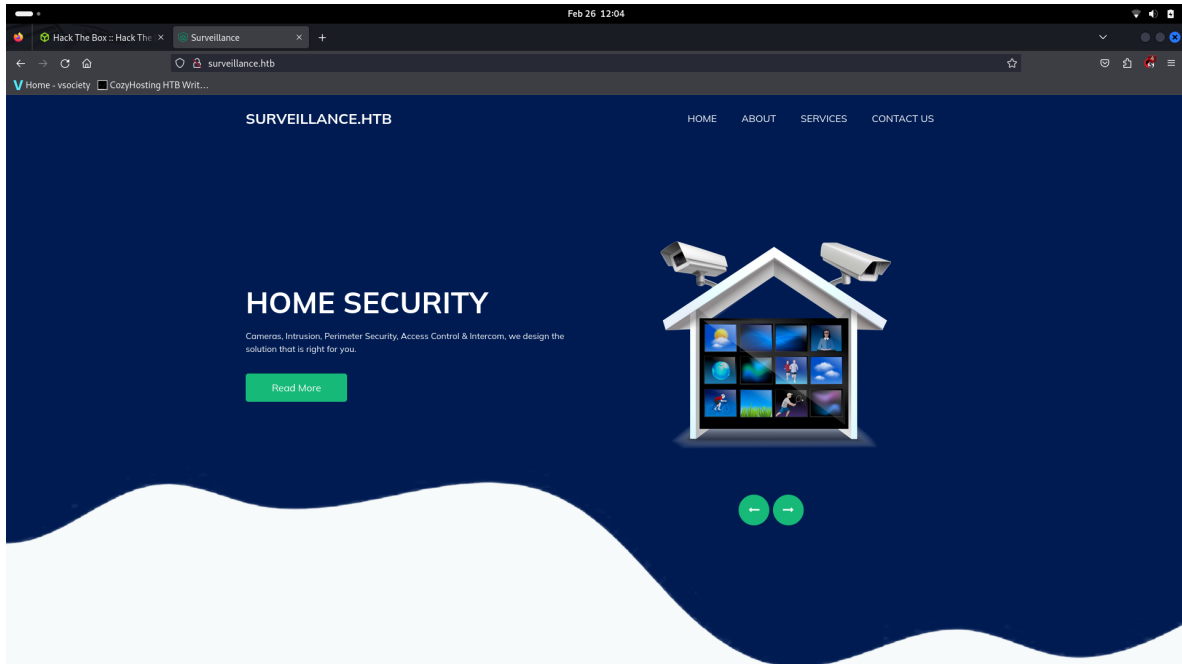 Feb 26 12:04
Hack The Box :: Hack The
Surveillance
surveillance.htb
Home - vsociety
CozyHosting HTB Writ...
SURVEILLANCE.HTB
HOME ABOUT SERVICES CONTACT US
HOME SECURITY
Cameras, Intrusion, Perimeter Security, Access Control & Intercom, we design the
solution that is right for you.
Read More